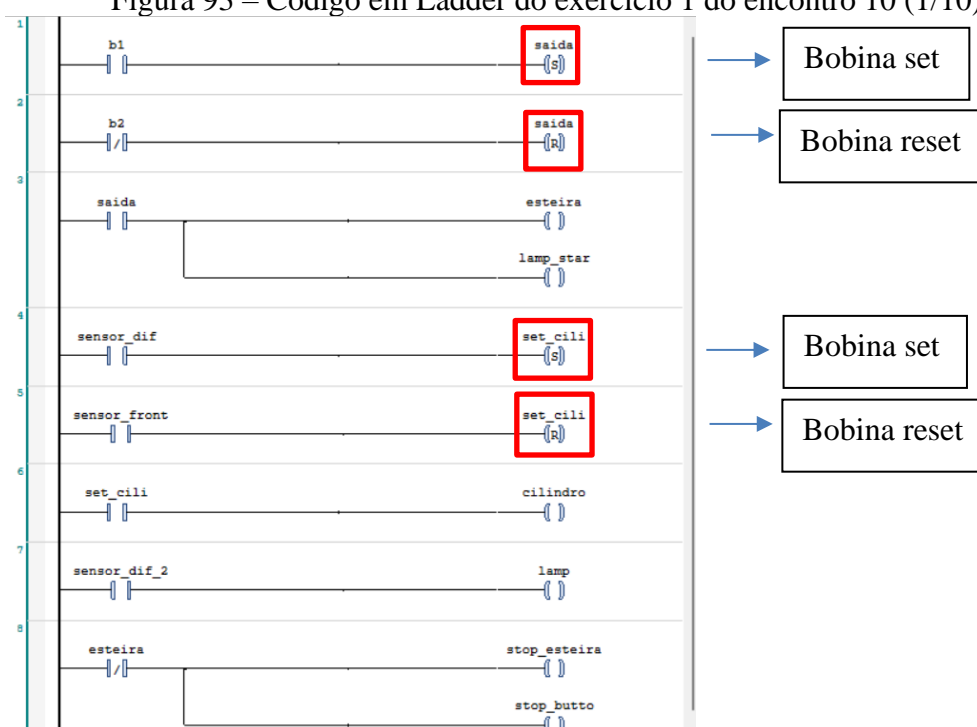 Figura 93 – Código em Ladder do exercício 1 do encontro 10 (1/10)
1
b1
saida
S
Bobina set
2
b2
saida
/
R
Bobina reset
3
saida
esteira
lamp_star
4
sensor_dif
set_cili
S
Bobina set
5
sensor_front
set_cili
R
Bobina reset
6
set_cili
cilindro
7
sensor_dif_2
lamp
8
esteira
stop_esteira
/
stop_butto